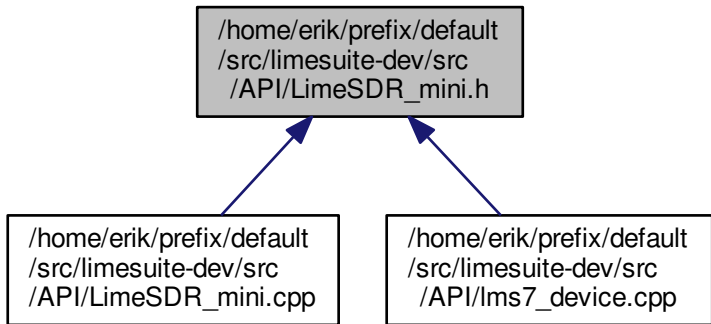 /home/erik/prefix/default
/src/limesuite-dev/src
/API/LimeSDR_mini.h
/home/erik/prefix/default
/src/limesuite-dev/src
/API/LimeSDR_mini.cpp
/home/erik/prefix/default
/src/limesuite-dev/src
/API/lms7_device.cpp